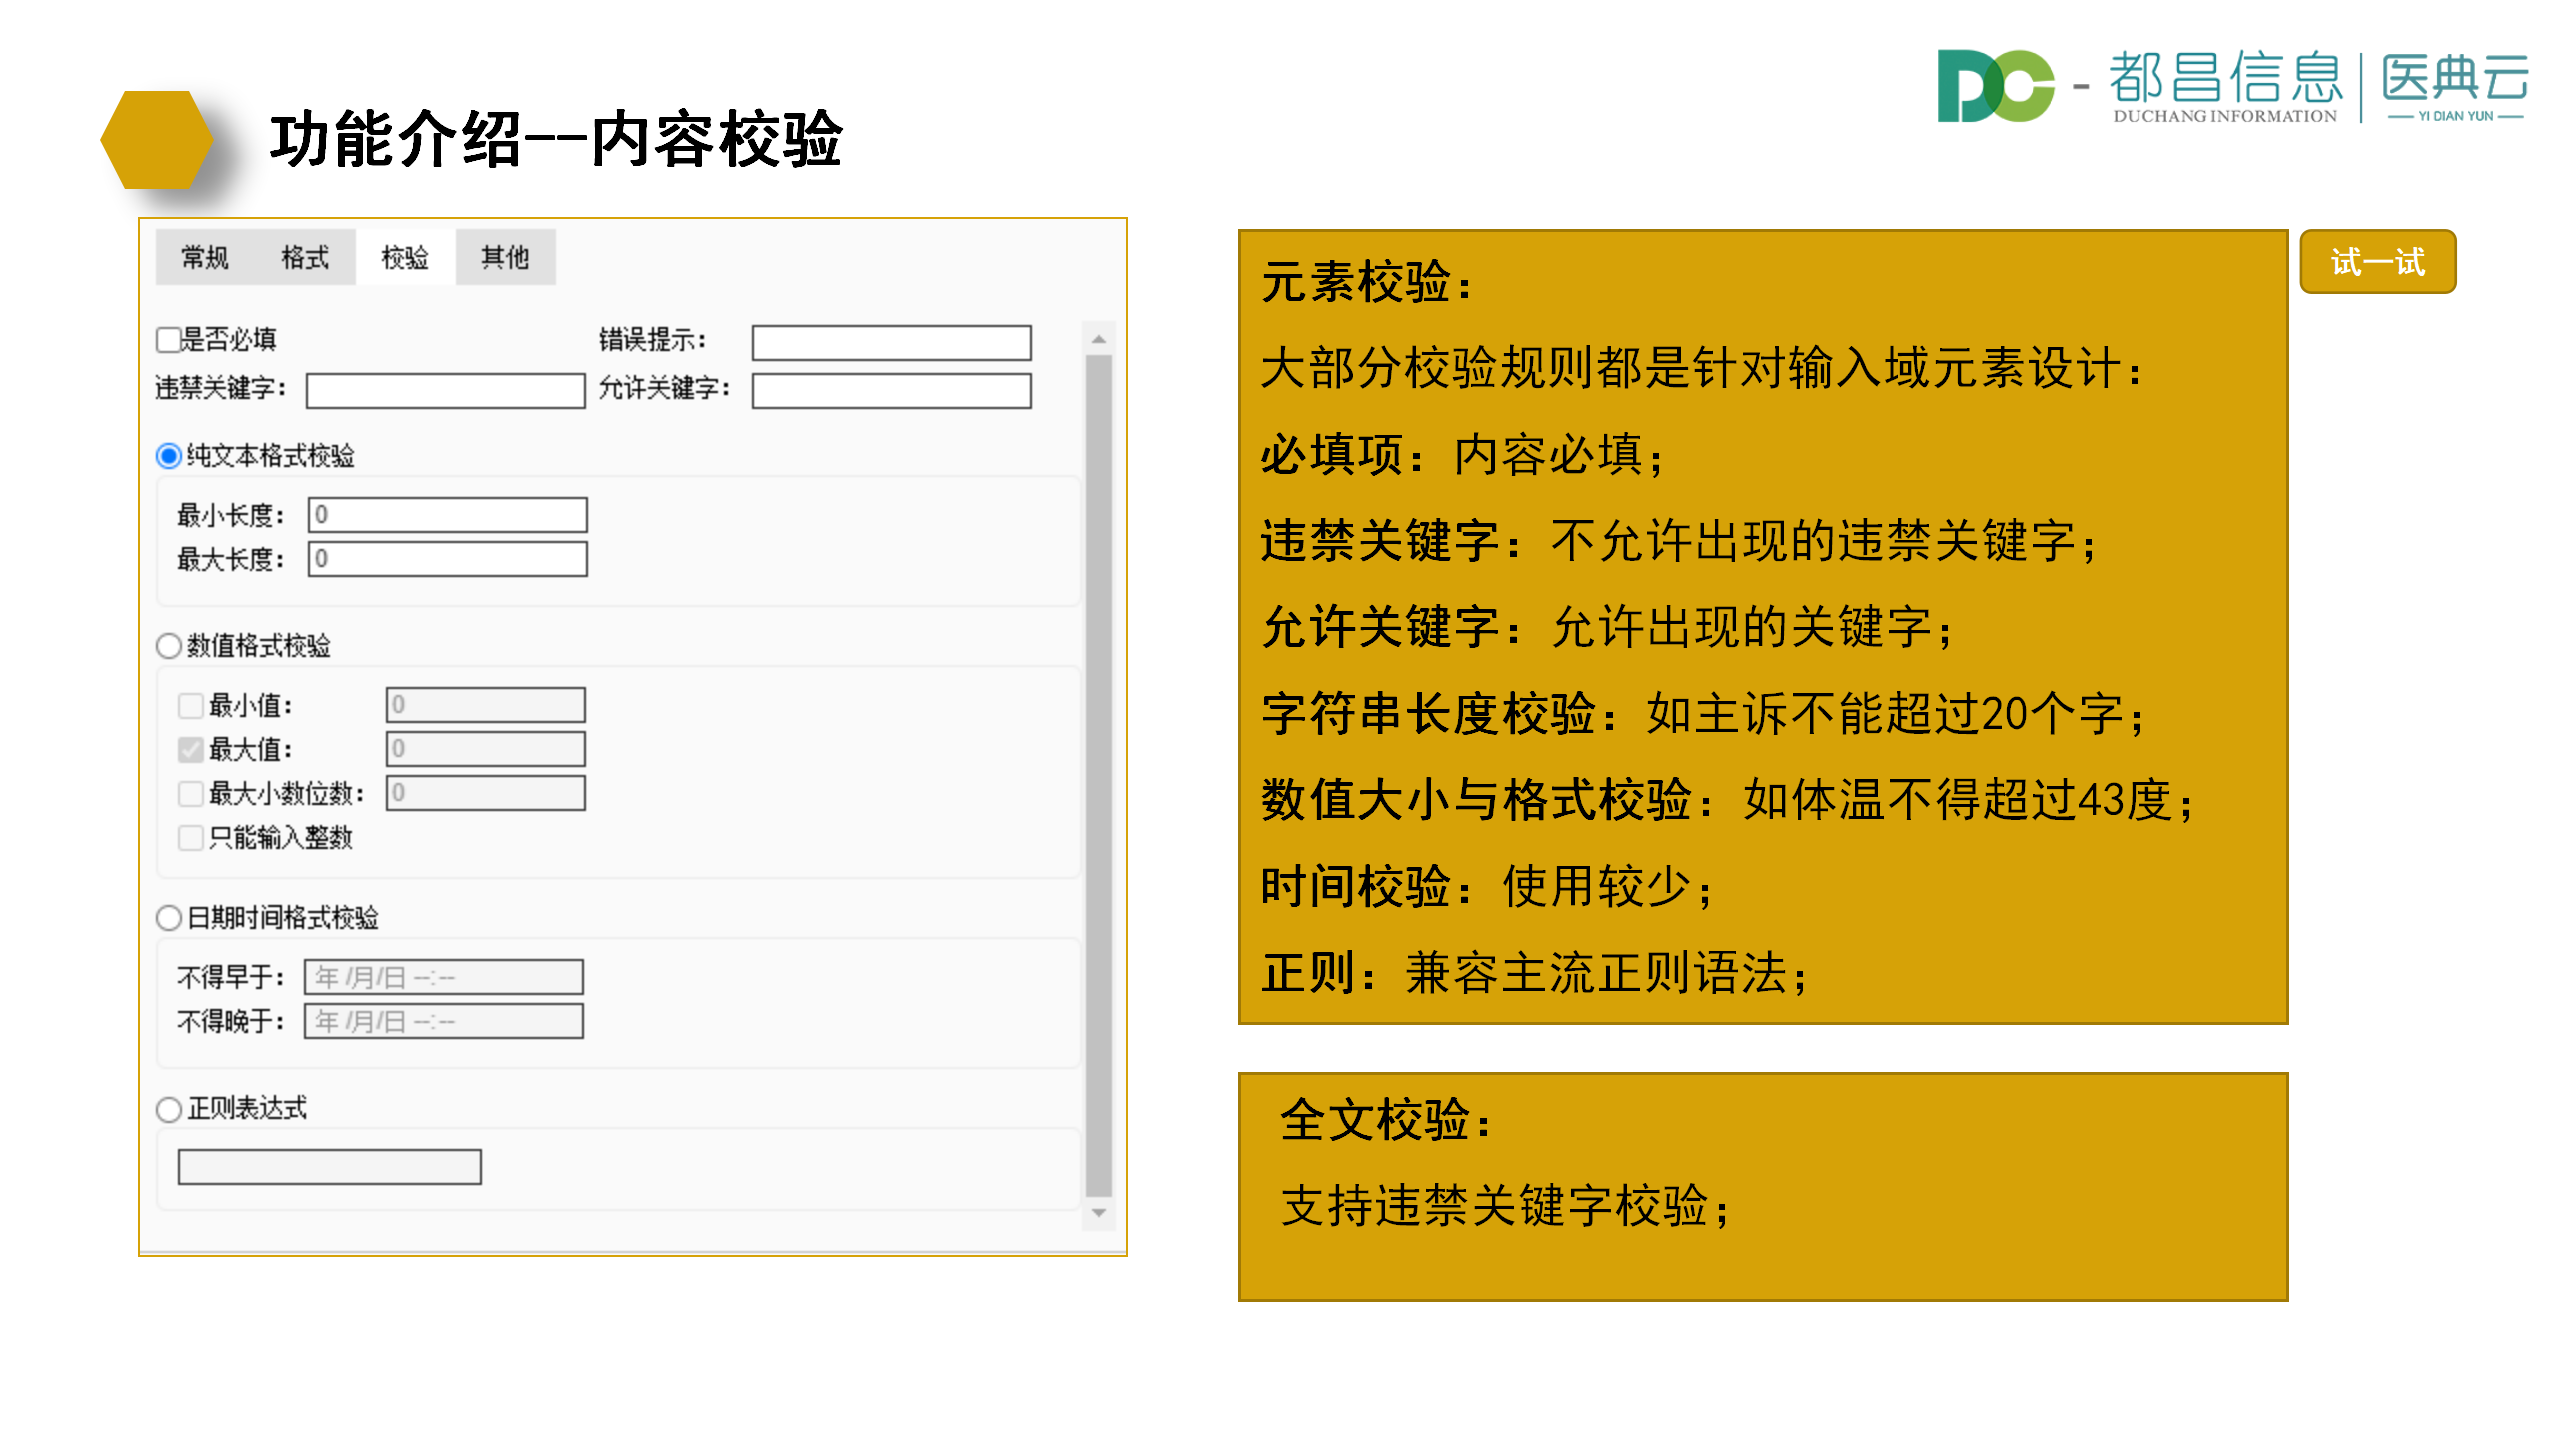 DC - 都昌信息 | 医典云
DUCHANG INFORMATION — YI DIAN YUN —
功能介绍--内容校验
常规 格式 校验 其他
是否必填 错误提示：
违禁关键字： 允许关键字：
纯文本格式校验
最小长度： 0
最大长度： 0
数值格式校验
最小值： 0
最大值： 0
最大小数位数： 0
只能输入整数
日期时间格式校验
不得早于： 年 /月/日 --:--
不得晚于： 年 /月/日 --:--
正则表达式
元素校验：
大部分校验规则都是针对输入域元素设计：
必填项：内容必填；
违禁关键字：不允许出现的违禁关键字；
允许关键字：允许出现的关键字；
字符串长度校验：如主诉不能超过20个字；
数值大小与格式校验：如体温不得超过43度；
时间校验：使用较少；
正则：兼容主流正则语法；
试一试
全文校验：
支持违禁关键字校验；